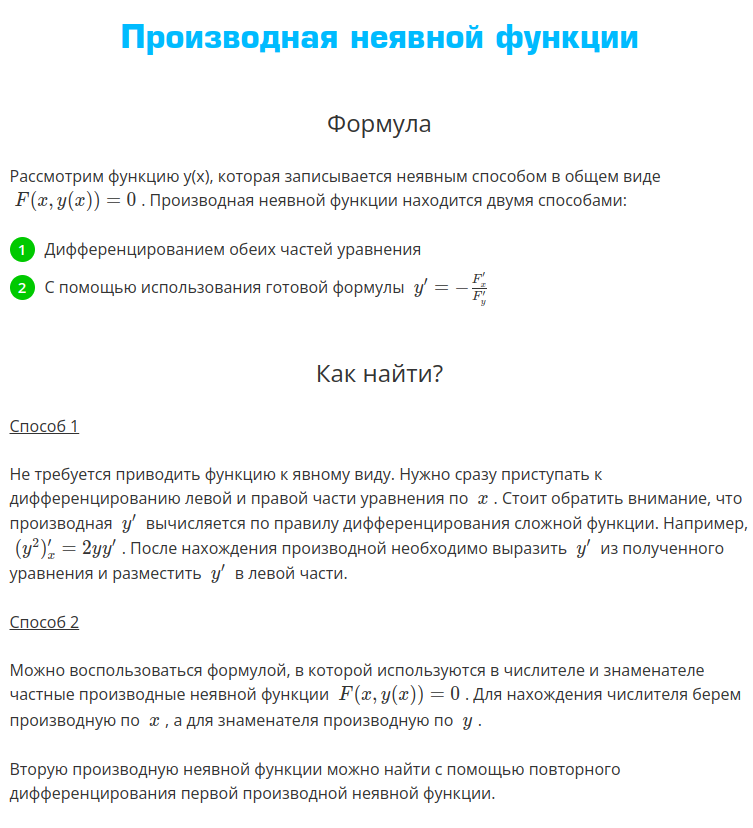 Производная неявной функции
Формула
Рассмотрим функцию y(x), которая записывается неявным способом в общем виде
F(x, y(x)) = 0 . Производная неявной функции находится двумя способами:
1 Дифференцированием обеих частей уравнения
2 С помощью использования готовой формулы y′ = −F′ₓ/F′ᵧ
Как найти?
Способ 1
Не требуется приводить функцию к явному виду. Нужно сразу приступать к
дифференцированию левой и правой части уравнения по x . Стоит обратить внимание, что
производная y′ вычисляется по правилу дифференцирования сложной функции. Например,
(y²)′ₓ = 2yy′ . После нахождения производной необходимо выразить y′ из полученного
уравнения и разместить y′ в левой части.
Способ 2
Можно воспользоваться формулой, в которой используются в числителе и знаменателе
частные производные неявной функции F(x, y(x)) = 0 . Для нахождения числителя берем
производную по x , а для знаменателя производную по y .
Вторую производную неявной функции можно найти с помощью повторного
дифференцирования первой производной неявной функции.